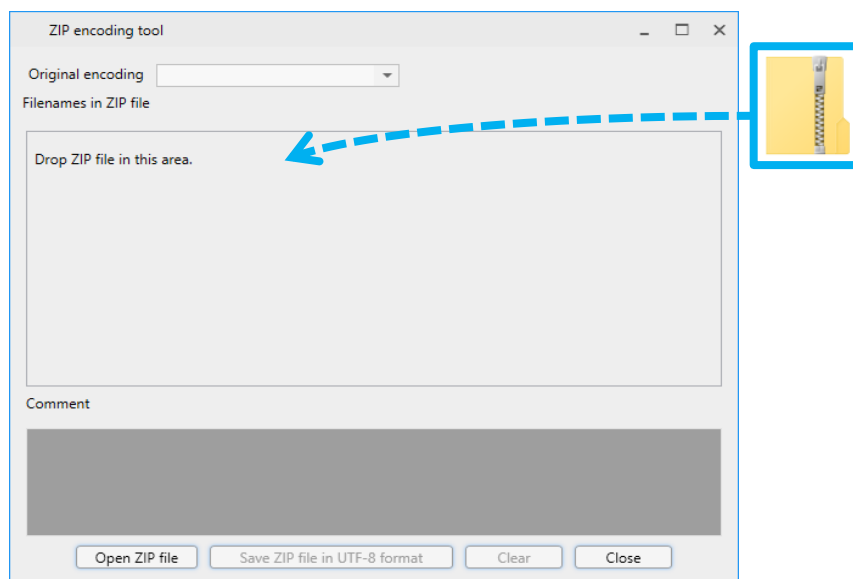 ZIP encoding tool
Original encoding
Filenames in ZIP file
Drop ZIP file in this area.
Comment
Open ZIP file Save ZIP file in UTF-8 format Clear Close